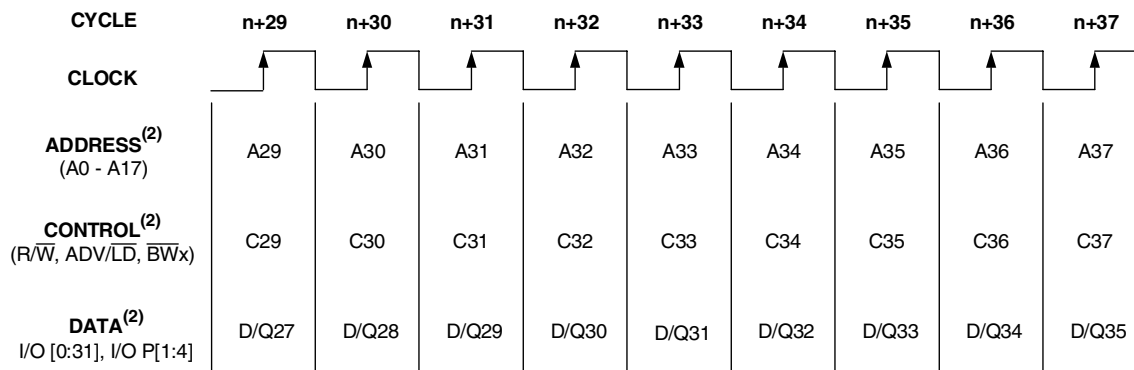 CYCLE n+29 n+30 n+31 n+32 n+33 n+34 n+35 n+36 n+37
CLOCK
ADDRESS(2) A29 A30 A31 A32 A33 A34 A35 A36 A37
(A0 - A17)
CONTROL(2) C29 C30 C31 C32 C33 C34 C35 C36 C37
(R/W̅, ADV/L̅D̅, B̅W̅x)
DATA(2) D/Q27 D/Q28 D/Q29 D/Q30 D/Q31 D/Q32 D/Q33 D/Q34 D/Q35
I/O [0:31], I/O P[1:4]